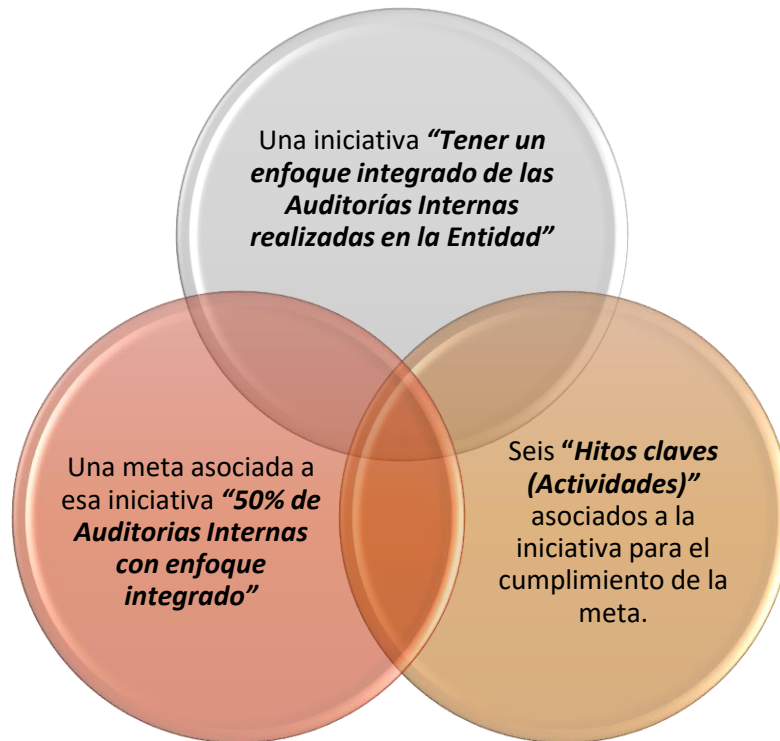 Una iniciativa “Tener un
enfoque integrado de las
Auditorías Internas
realizadas en la Entidad”
Una meta asociada a
esa iniciativa “50% de
Auditorias Internas
con enfoque
integrado”
Seis “Hitos claves
(Actividades)”
asociados a la
iniciativa para el
cumplimiento de la
meta.